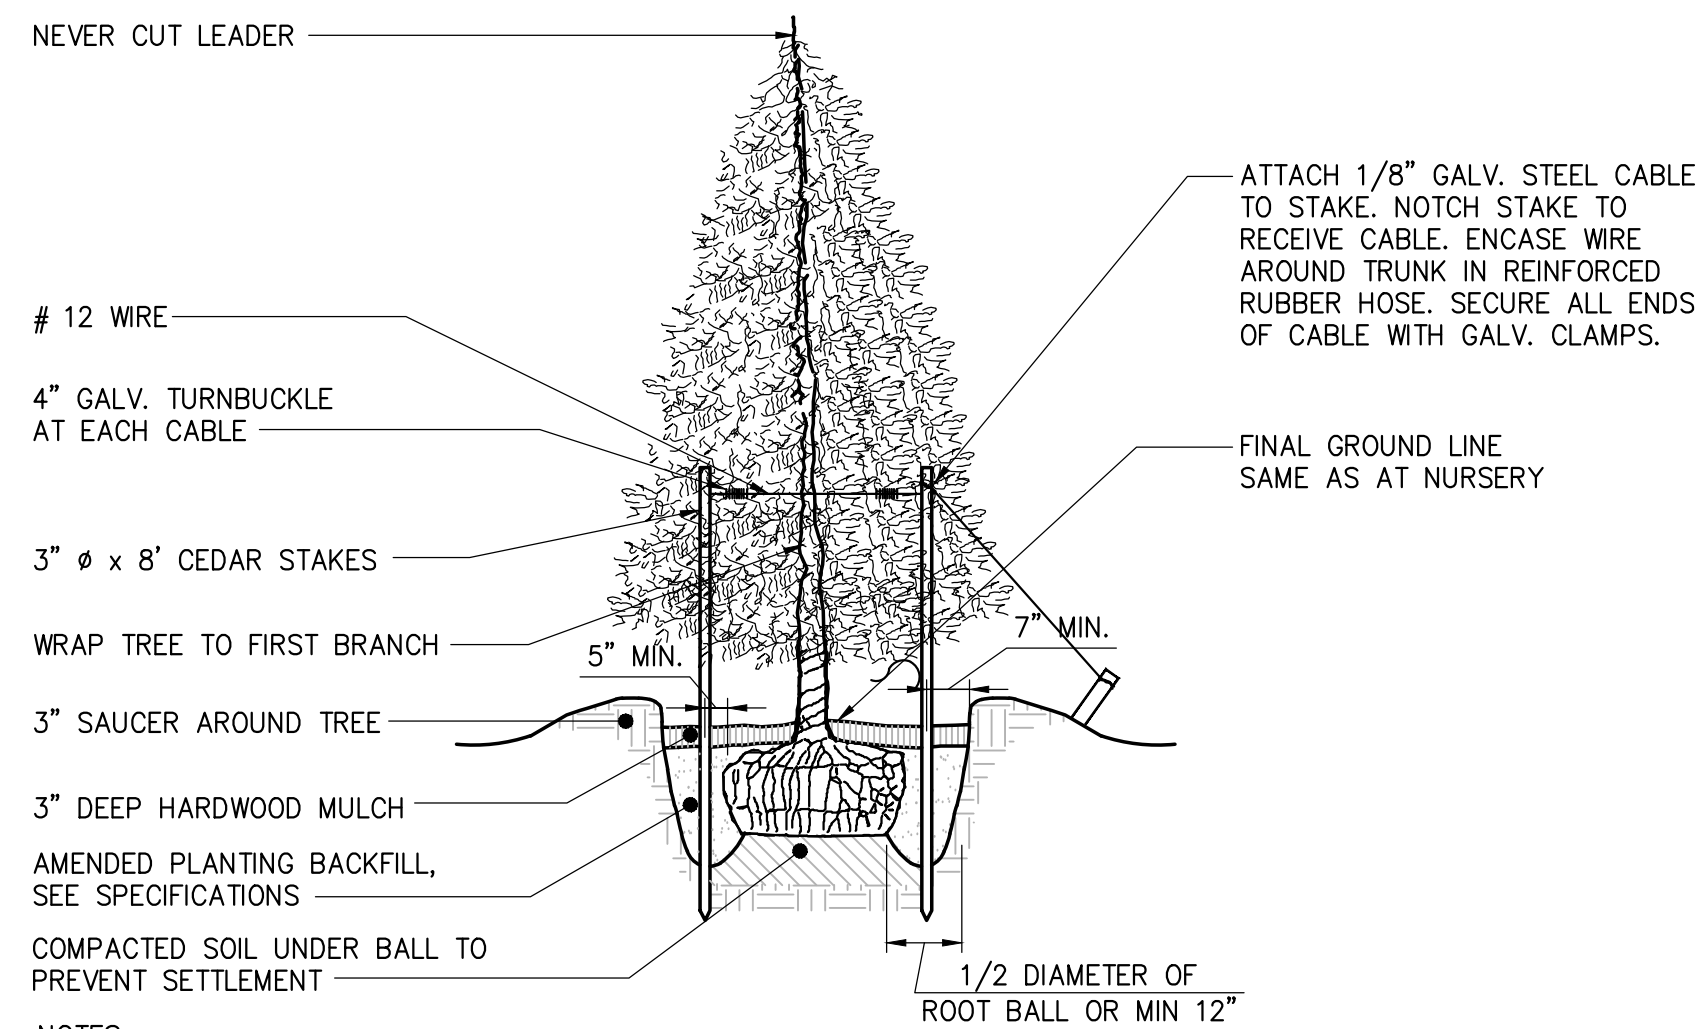 NEVER CUT LEADER
# 12 WIRE
4” GALV. TURNBUCKLE
AT EACH CABLE
3” ø x 8’ CEDAR STAKES
WRAP TREE TO FIRST BRANCH
5” MIN.
3” SAUCER AROUND TREE
3” DEEP HARDWOOD MULCH
AMENDED PLANTING BACKFILL,
SEE SPECIFICATIONS
COMPACTED SOIL UNDER BALL TO
PREVENT SETTLEMENT
ATTACH 1/8” GALV. STEEL CABLE
TO STAKE. NOTCH STAKE TO
RECEIVE CABLE. ENCASE WIRE
AROUND TRUNK IN REINFORCED
RUBBER HOSE. SECURE ALL ENDS
OF CABLE WITH GALV. CLAMPS.
FINAL GROUND LINE
SAME AS AT NURSERY
7” MIN.
1/2 DIAMETER OF
ROOT BALL OR MIN 12”